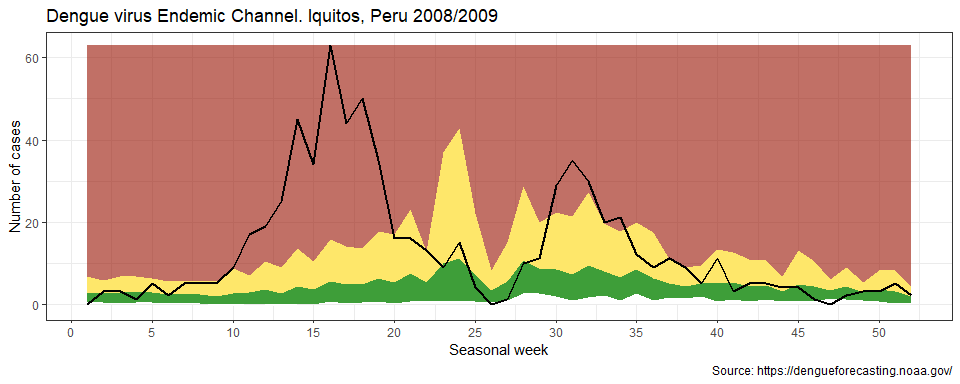 Dengue virus Endemic Channel. Iquitos, Peru 2008/2009
Number of cases
60
40
20
0
0 5 10 15 20 25 30 35 40 45 50
Seasonal week
Source: https://dengueforecasting.noaa.gov/